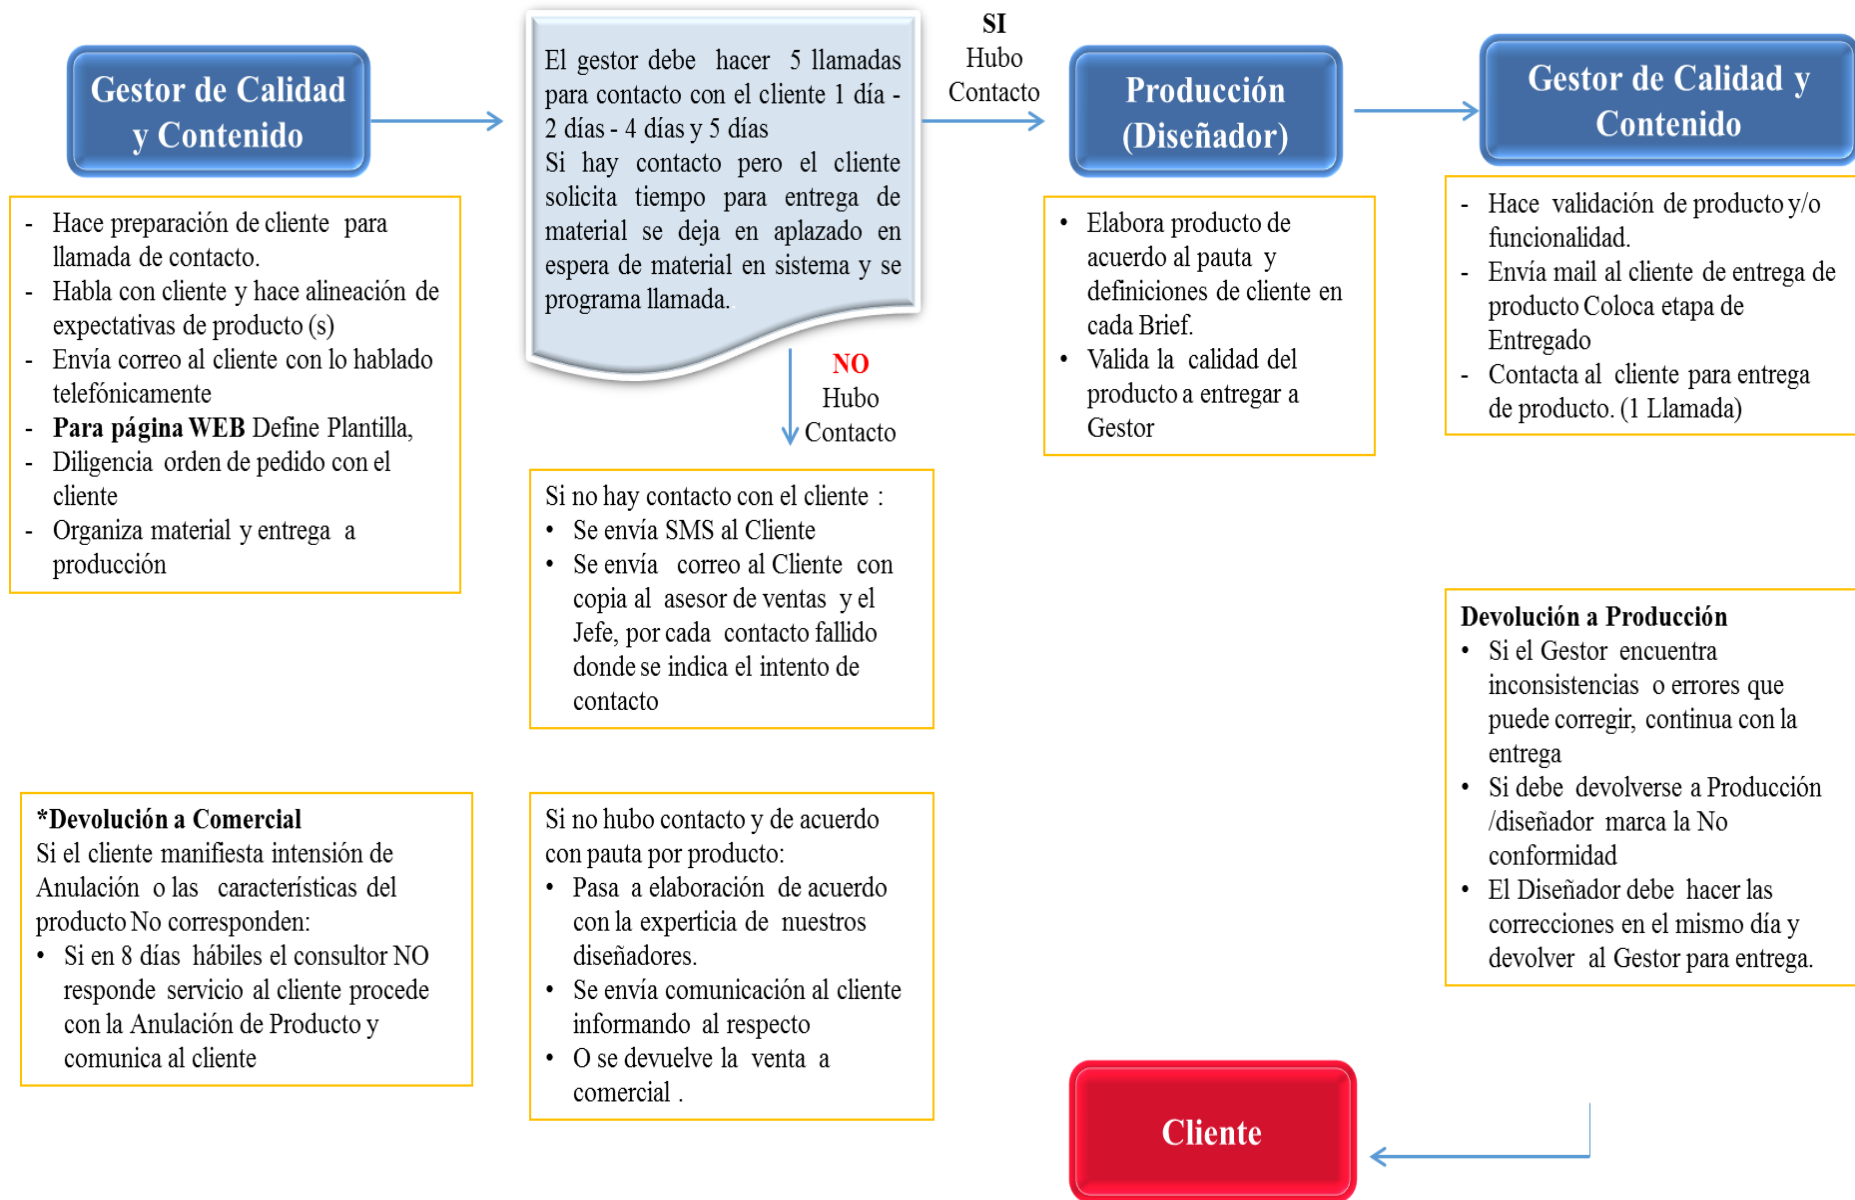 Gestor de Calidad
y Contenido
- Hace preparación de cliente para
llamada de contacto.
- Habla con cliente y hace alineación de
expectativas de producto (s)
- Envía correo al cliente con lo hablado
telefónicamente
- Para página WEB Define Plantilla,
- Diligencia orden de pedido con el
cliente
- Organiza material y entrega a
producción
*Devolución a Comercial
Si el cliente manifiesta intensión de
Anulación o las características del
producto No corresponden:
• Si en 8 días hábiles el consultor NO
responde servicio al cliente procede
con la Anulación de Producto y
comunica al cliente
El gestor debe hacer 5 llamadas
para contacto con el cliente 1 día -
2 días - 4 días y 5 días
Si hay contacto pero el cliente
solicita tiempo para entrega de
material se deja en aplazado en
espera de material en sistema y se
programa llamada.
NO
Hubo
Contacto
Si no hay contacto con el cliente :
• Se envía SMS al Cliente
• Se envía correo al Cliente con
copia al asesor de ventas y el
Jefe, por cada contacto fallido
donde se indica el intento de
contacto
Si no hubo contacto y de acuerdo
con pauta por producto:
• Pasa a elaboración de acuerdo
con la experticia de nuestros
diseñadores.
• Se envía comunicación al cliente
informando al respecto
• O se devuelve la venta a
comercial .
SI
Hubo
Contacto
Producción
(Diseñador)
• Elabora producto de
acuerdo al pauta y
definiciones de cliente en
cada Brief.
• Valida la calidad del
producto a entregar a
Gestor
Gestor de Calidad y
Contenido
- Hace validación de producto y/o
funcionalidad.
- Envía mail al cliente de entrega de
producto Coloca etapa de
Entregado
- Contacta al cliente para entrega
de producto. (1 Llamada)
Devolución a Producción
• Si el Gestor encuentra
inconsistencias o errores que
puede corregir, continua con la
entrega
• Si debe devolverse a Producción
/diseñador marca la No
conformidad
• El Diseñador debe hacer las
correcciones en el mismo día y
devolver al Gestor para entrega.
Cliente